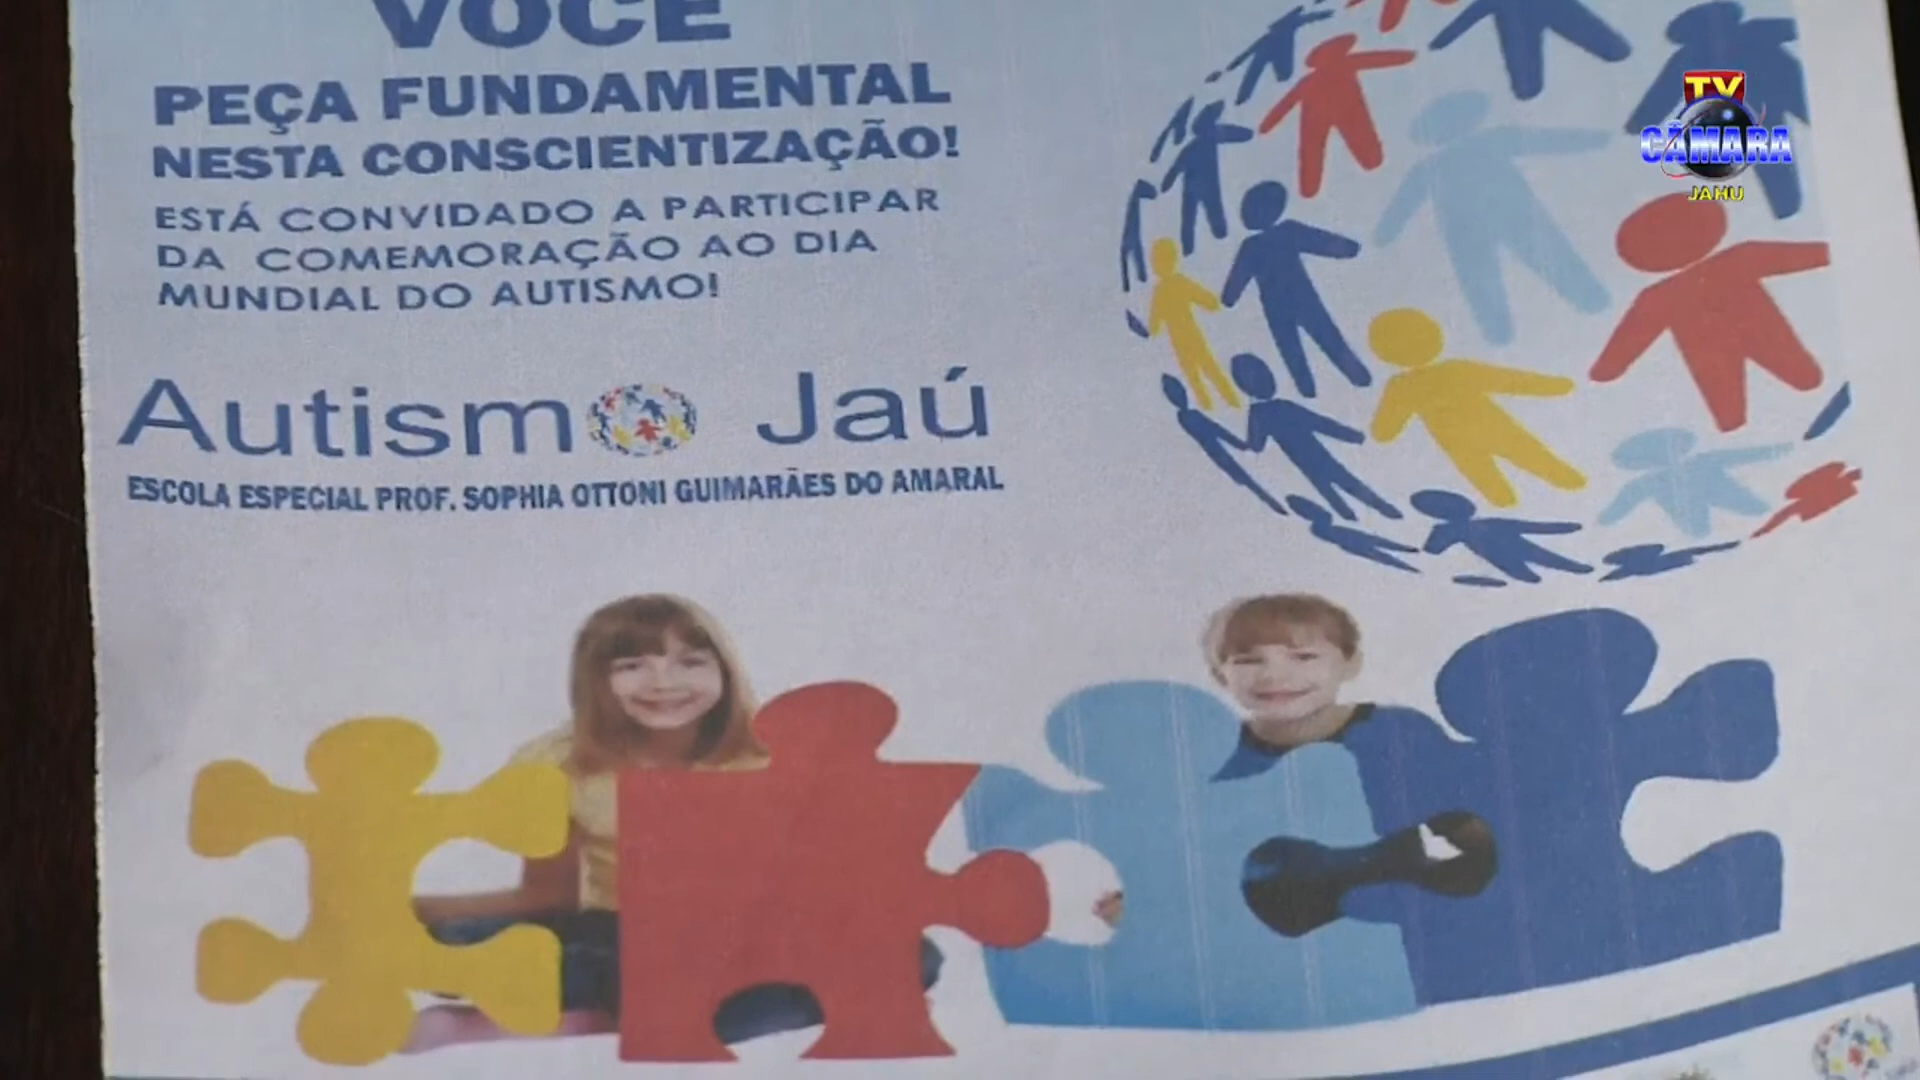 VOCÊ
PEÇA FUNDAMENTAL
NESTA CONSCIENTIZAÇÃO!
ESTÁ CONVIDADO A PARTICIPAR
DA COMEMORAÇÃO AO DIA
MUNDIAL DO AUTISMO!
Autismo Jaú
ESCOLA ESPECIAL PROF. SOPHIA OTTONI GUIMARÃES DO AMARAL
TV
CÂMARA
JAHU